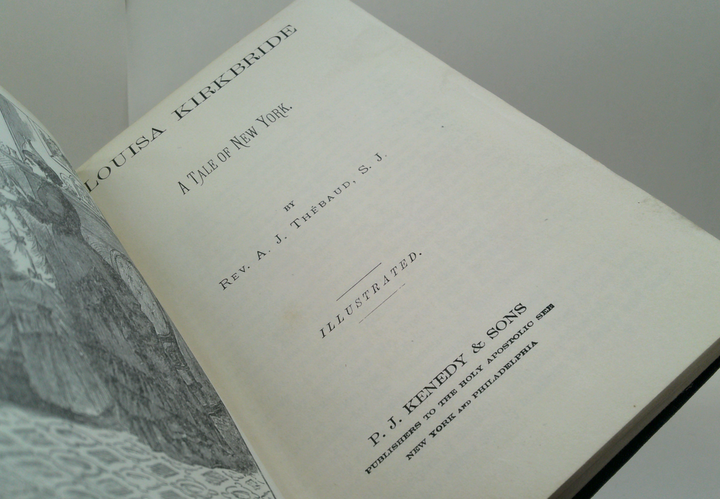 LOUISA KIRKBRIDE
A TALE OF NEW YORK.
BY
REV. A. J. THÉBAUD, S. J.
ILLUSTRATED.
P. J. KENEDY & SONS
PUBLISHERS TO THE HOLY APOSTOLIC SEE
NEW YORK AND PHILADELPHIA